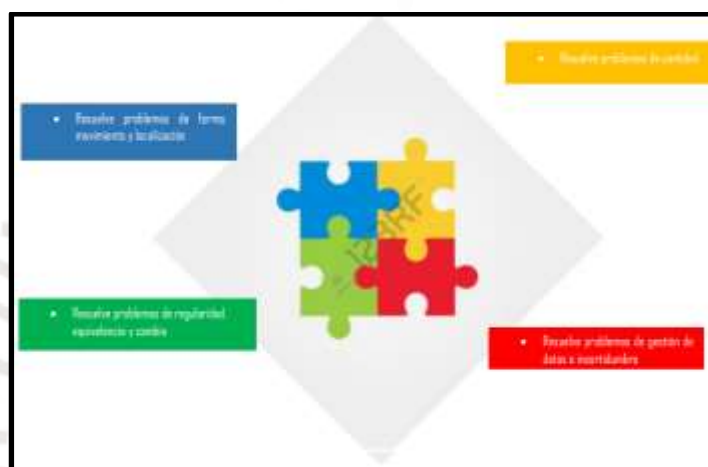 • Resuelve problemas de cantidad
• Resuelve problemas de forma
movimiento y localización
123RF
• Resuelve problemas de regularidad
equivalencia y cambio
• Resuelve problemas de gestión de
datos e incertidumbre